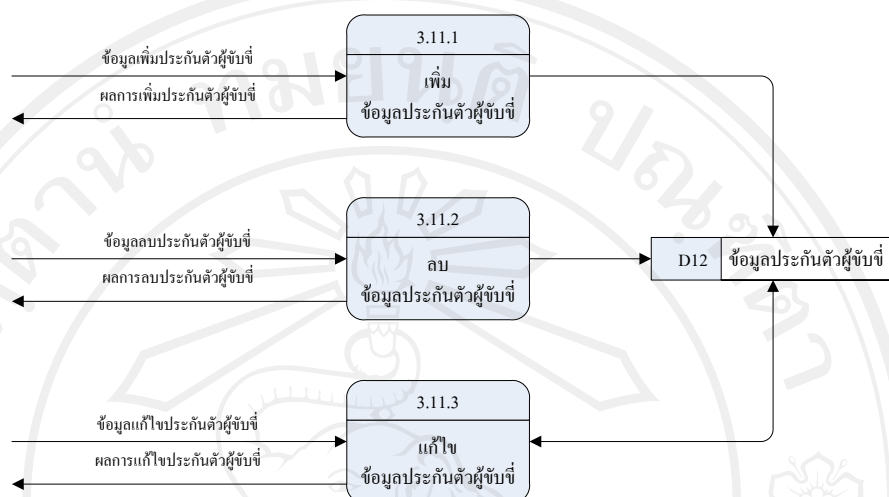 3.11.1
ข้อมูลเพิ่มประกันตัวผู้ขับขี่
เพิ่ม
ข้อมูลประกันตัวผู้ขับขี่
ผลการเพิ่มประกันตัวผู้ขับขี่
3.11.2
ข้อมูลลบประกันตัวผู้ขับขี่
ลบ
ข้อมูลประกันตัวผู้ขับขี่
ผลการลบประกันตัวผู้ขับขี่
D12 ข้อมูลประกันตัวผู้ขับขี่
3.11.3
ข้อมูลแก้ไขประกันตัวผู้ขับขี่
แก้ไข
ข้อมูลประกันตัวผู้ขับขี่
ผลการแก้ไขประกันตัวผู้ขับขี่